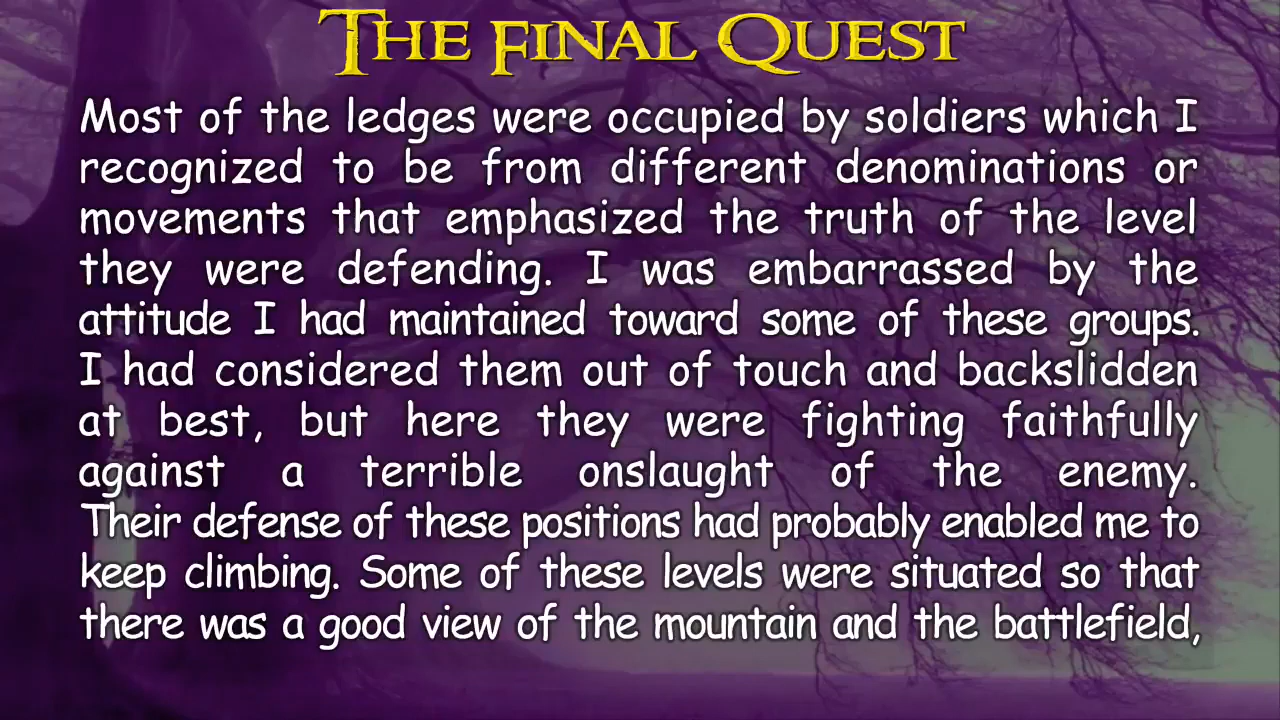 The Final Quest
Most of the ledges were occupied by soldiers which I
recognized to be from different denominations or
movements that emphasized the truth of the level
they were defending. I was embarrassed by the
attitude I had maintained toward some of these groups.
I had considered them out of touch and backslidden
at best, but here they were fighting faithfully
against a terrible onslaught of the enemy.
Their defense of these positions had probably enabled me to
keep climbing. Some of these levels were situated so that
there was a good view of the mountain and the battlefield,